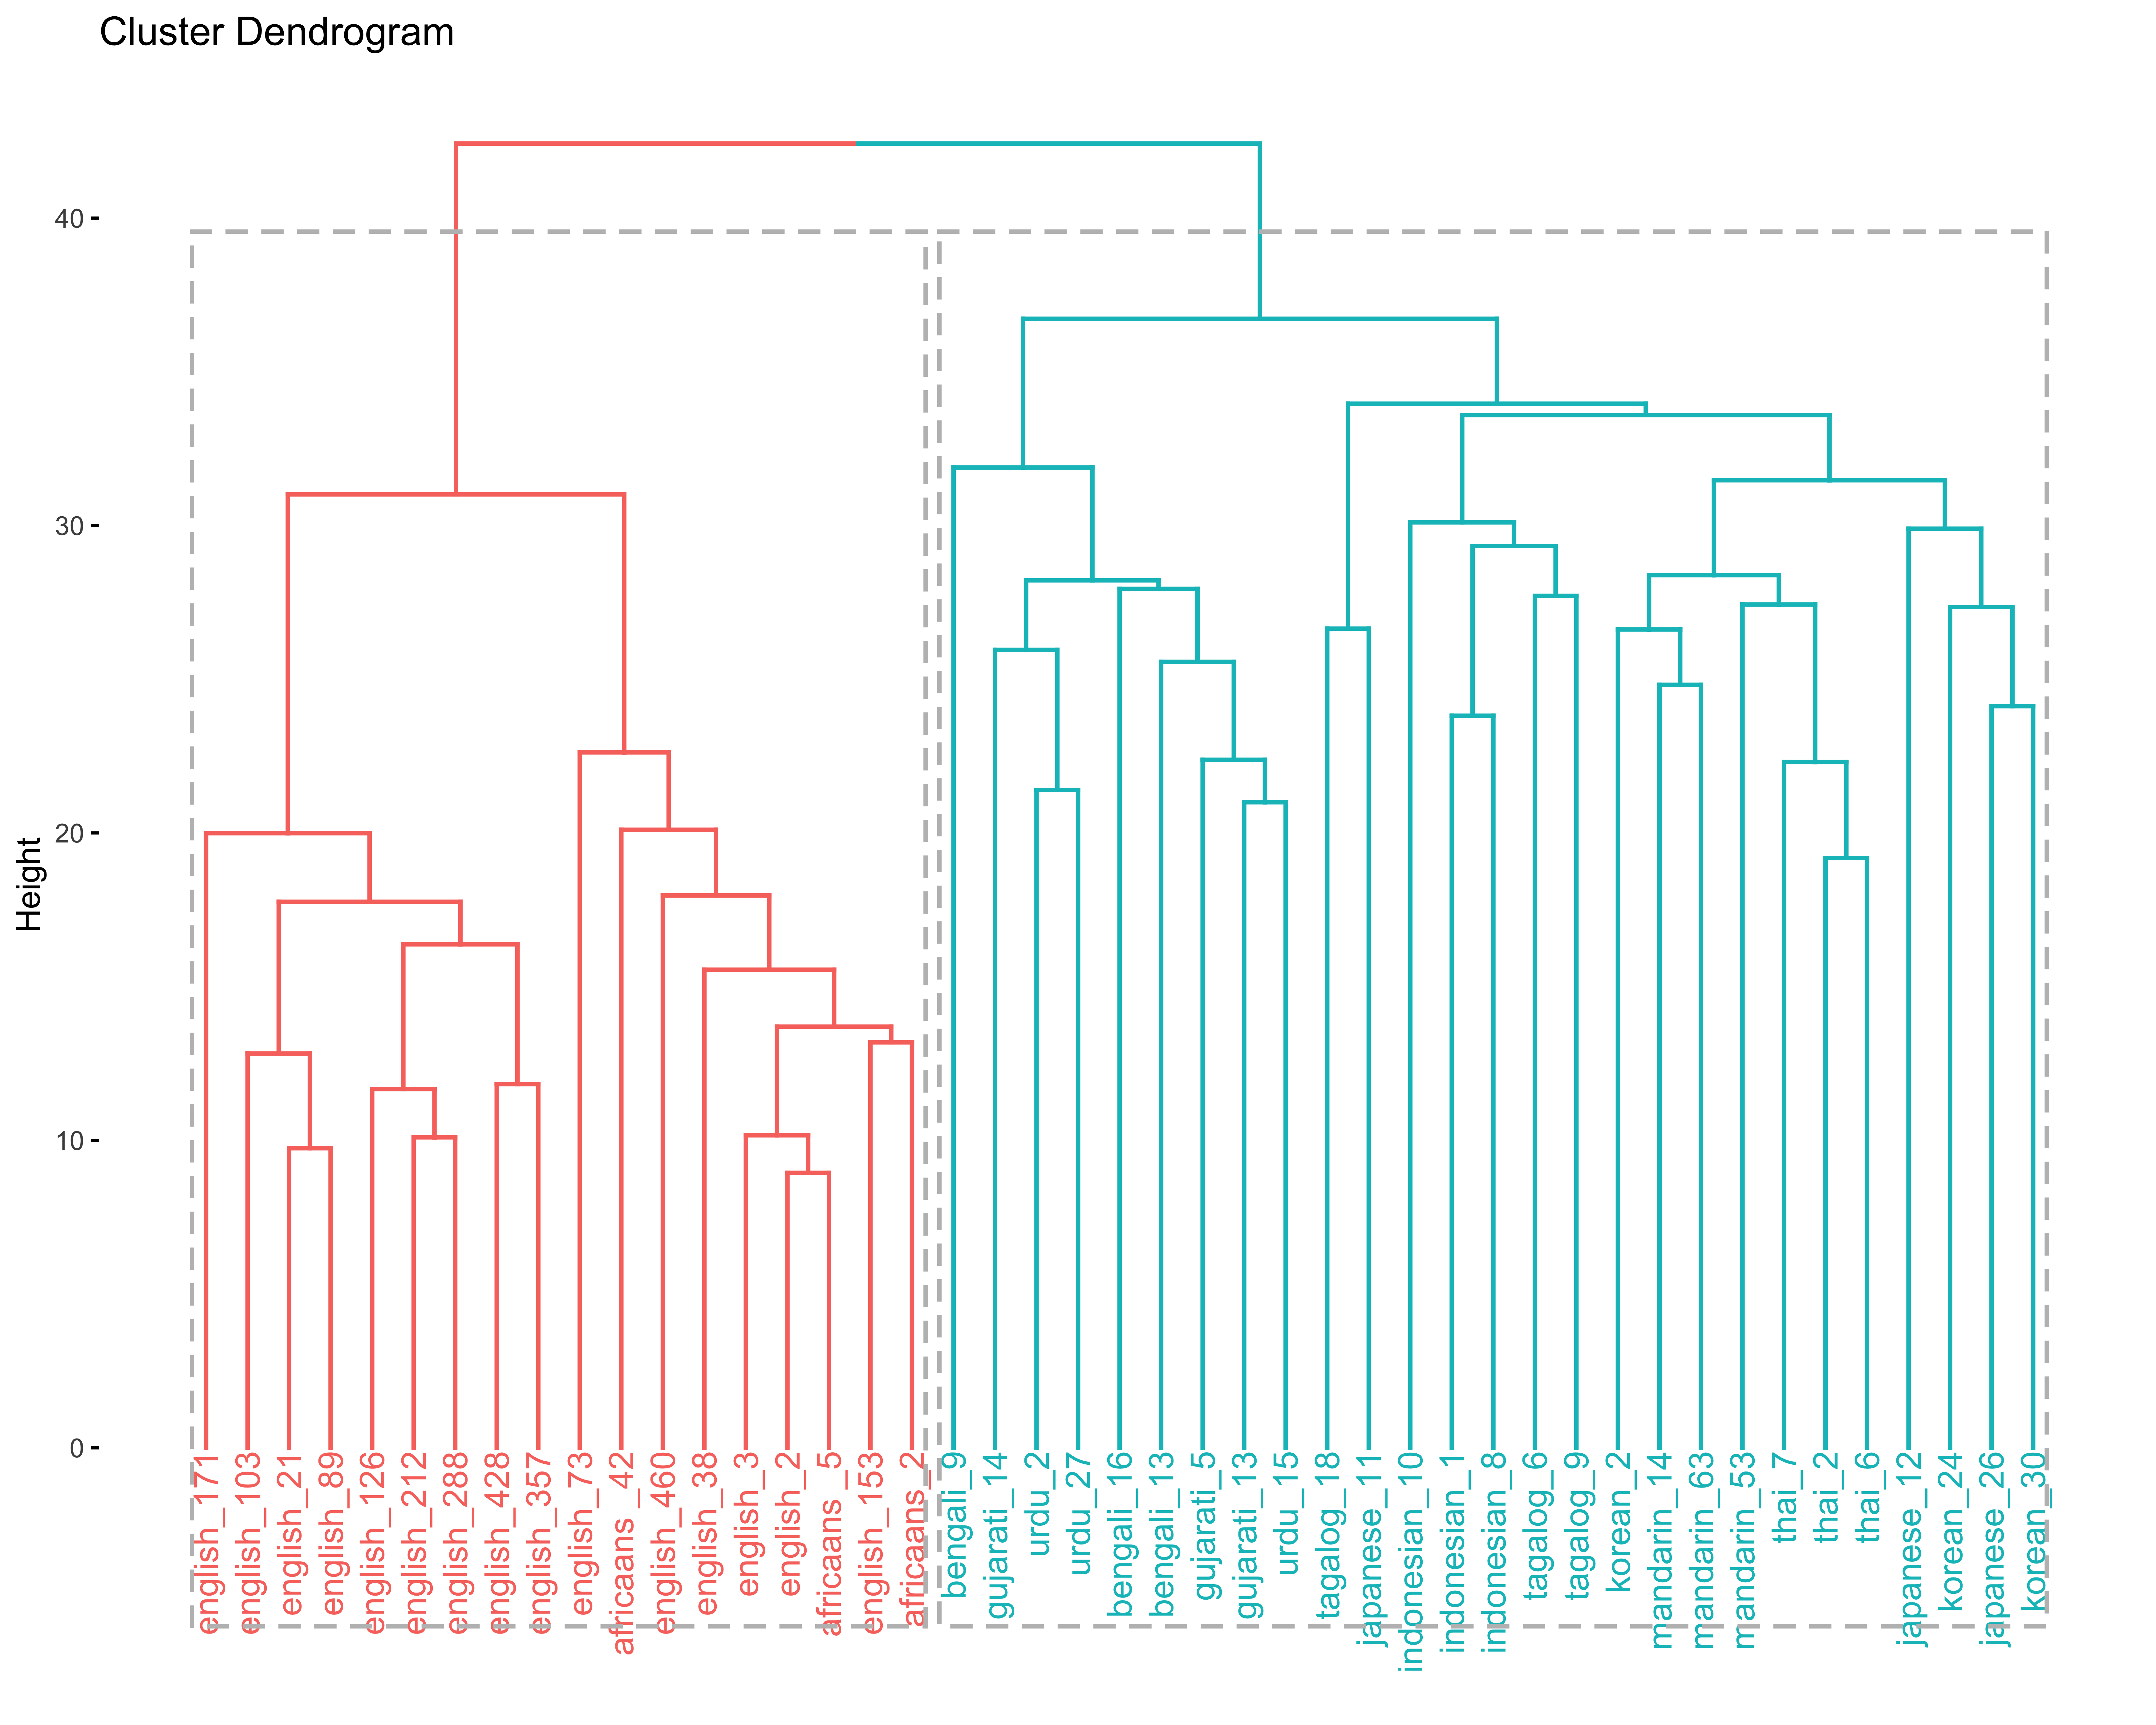 Cluster Dendrogram
40
30
20
10
0
Height
english_171
english_103
english_21
english_89
english_126
english_212
english_288
english_428
english_357
english_73
africaans _42
english_460
english_38
english_3
english_2
africaans_5
english_153
africaans_2
bengali_9
gujarati_14
urdu_2
urdu_27
bengali_16
bengali_13
gujarati_5
gujarati_13
urdu_15
tagalog_18
japanese_11
indonesian_10
indonesian_1
indonesian_8
tagalog_6
tagalog_9
korean_2
mandarin_14
mandarin_63
mandarin_53
thai_7
thai_2
thai_6
japanese_12
korean_24
japanese_26
korean_30